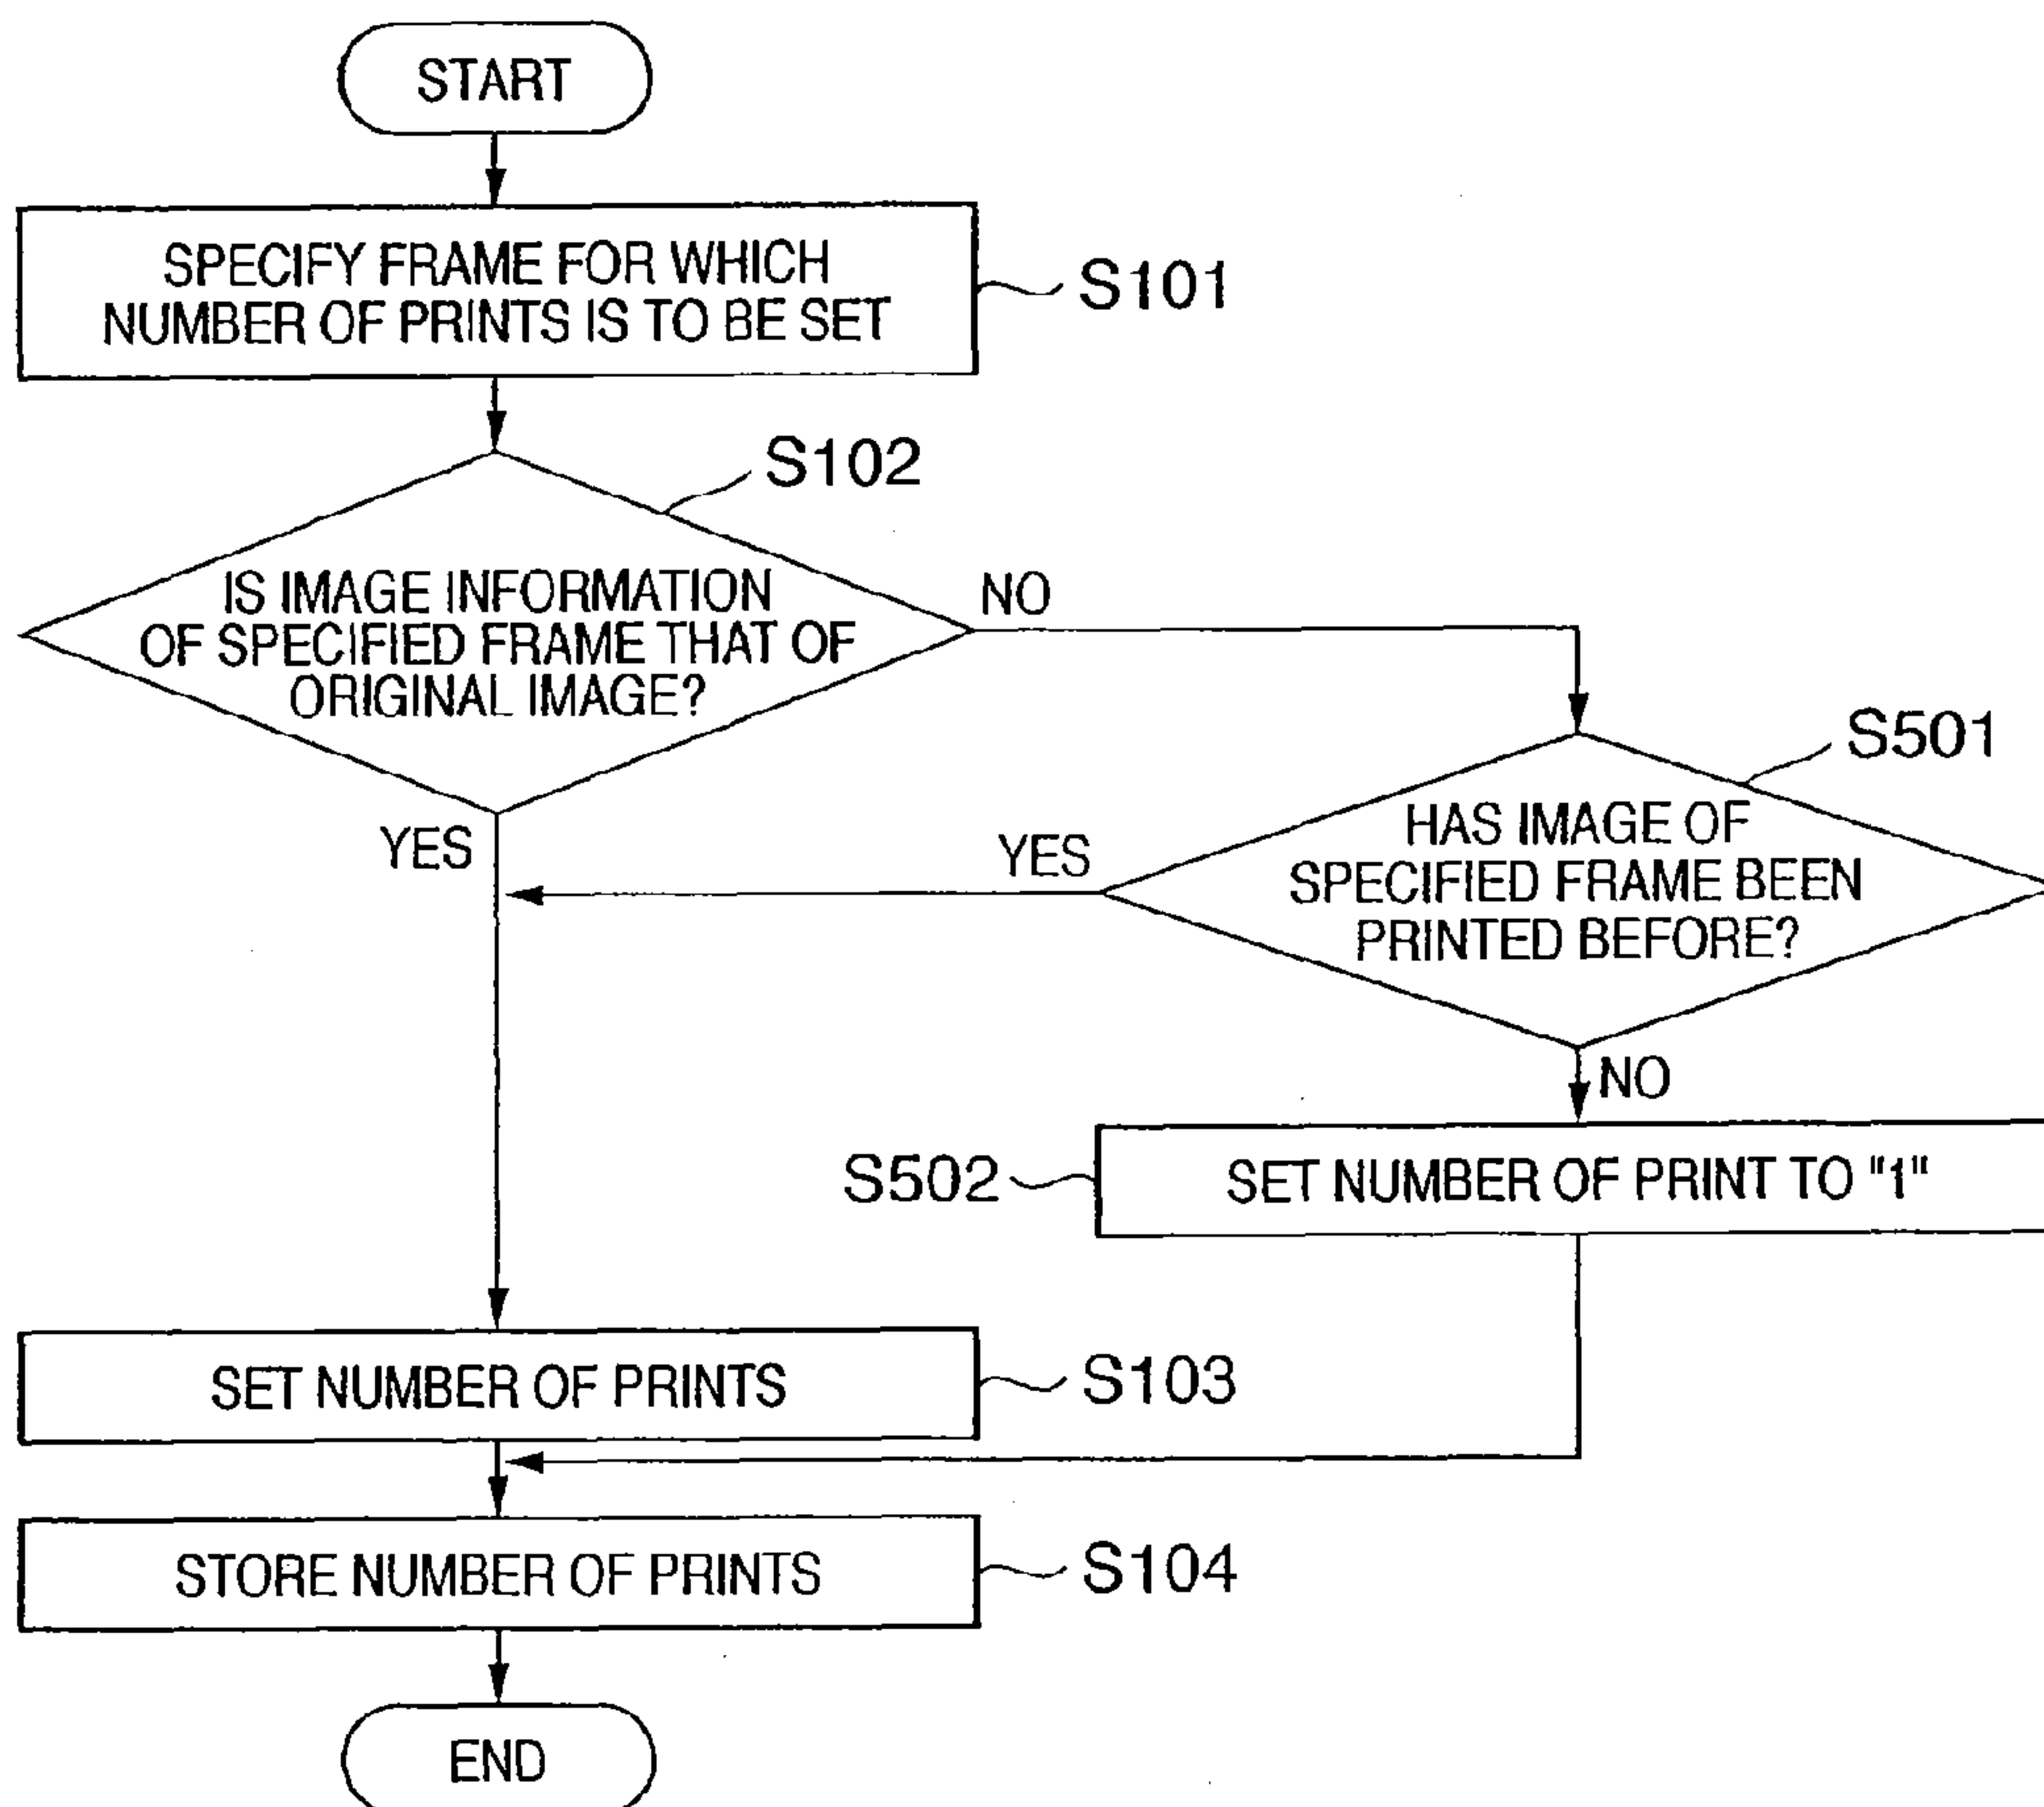 START
SPECIFY FRAME FOR WHICH
NUMBER OF PRINTS IS TO BE SET
S101
S102
IS IMAGE INFORMATION
OF SPECIFIED FRAME THAT OF
ORIGINAL IMAGE?
NO
YES
S501
HAS IMAGE OF
SPECIFIED FRAME BEEN
PRINTED BEFORE?
YES
NO
S502
SET NUMBER OF PRINT TO "1"
SET NUMBER OF PRINTS
S103
STORE NUMBER OF PRINTS
S104
END